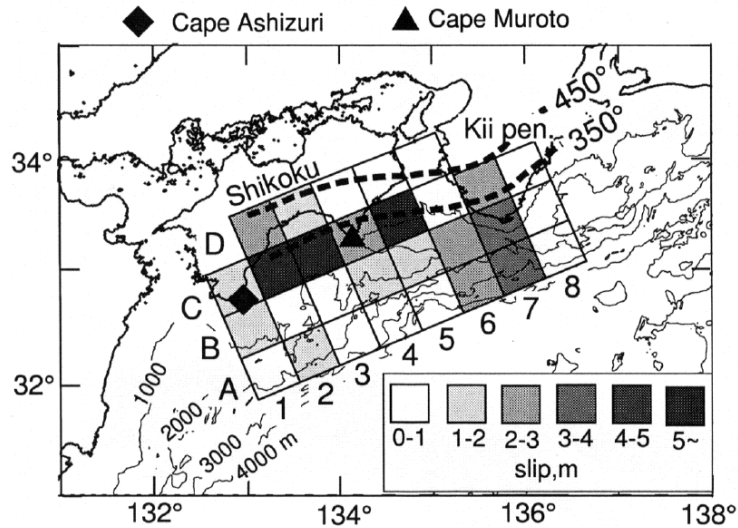 Cape Ashizuri
Cape Muroto
450°
350°
Kii pen.
Shikoku
34°
32°
D
C
B
A
1
2
3
4
5
6
7
8
1000
2000
3000
4000 m
0-1
1-2
2-3
3-4
4-5
5~
slip,m
132°
134°
136°
138°